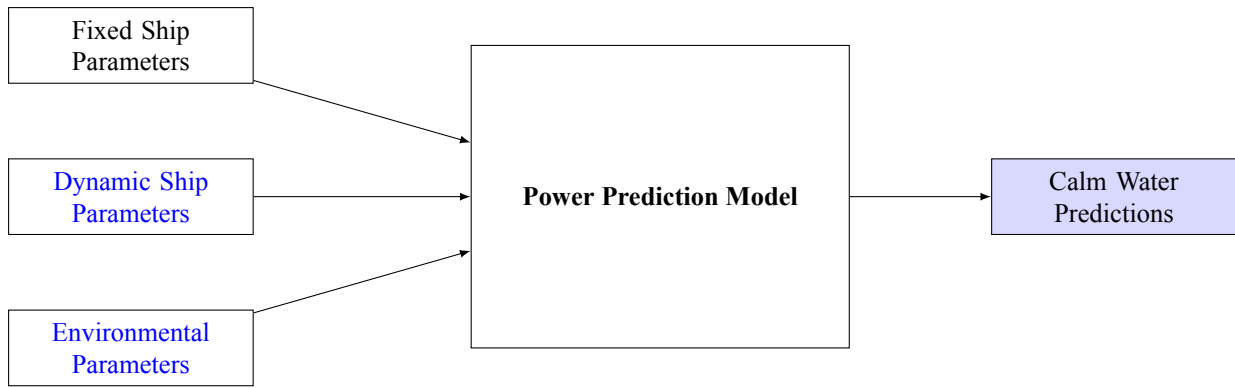 Fixed Ship
Parameters
Dynamic Ship
Parameters
Environmental
Parameters
Power Prediction Model
Calm Water
Predictions